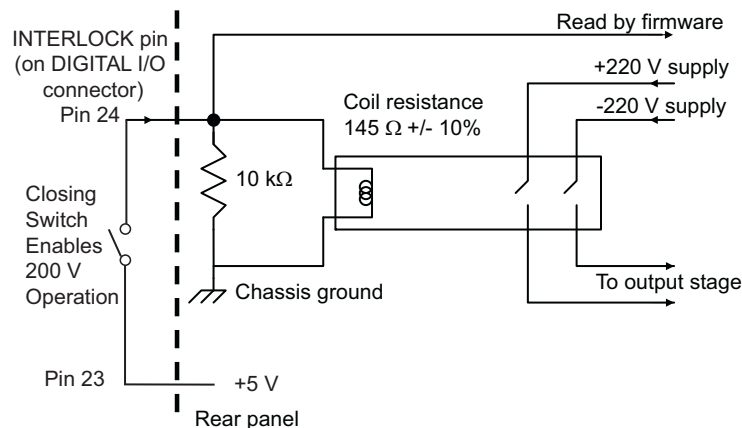 Read by firmware
INTERLOCK pin
(on DIGITAL I/O
connector)
Pin 24
+220 V supply
-220 V supply
Coil resistance
145 Ω +/- 10%
10 kΩ
Closing
Switch
Enables
200 V
Operation
Chassis ground
To output stage
Pin 23
+5 V
Rear panel